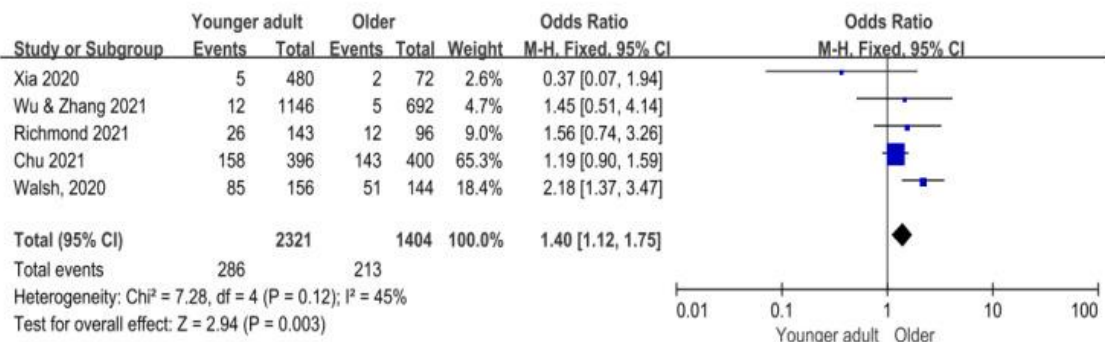 Younger adult Older Odds Ratio Odds Ratio
Study or Subgroup Events Total Events Total Weight M-H, Fixed, 95% CI M-H, Fixed, 95% CI
Xia 2020 5 480 2 72 2.6% 0.37 [0.07, 1.94]
Wu & Zhang 2021 12 1146 5 692 4.7% 1.45 [0.51, 4.14]
Richmond 2021 26 143 12 96 9.0% 1.56 [0.74, 3.26]
Chu 2021 158 396 143 400 65.3% 1.19 [0.90, 1.59]
Walsh, 2020 85 156 51 144 18.4% 2.18 [1.37, 3.47]
Total (95% CI) 2321 1404 100.0% 1.40 [1.12, 1.75]
Total events 286 213
Heterogeneity: Chi² = 7.28, df = 4 (P = 0.12); I² = 45%
Test for overall effect: Z = 2.94 (P = 0.003)
0.01 0.1 1 10 100
Younger adult Older